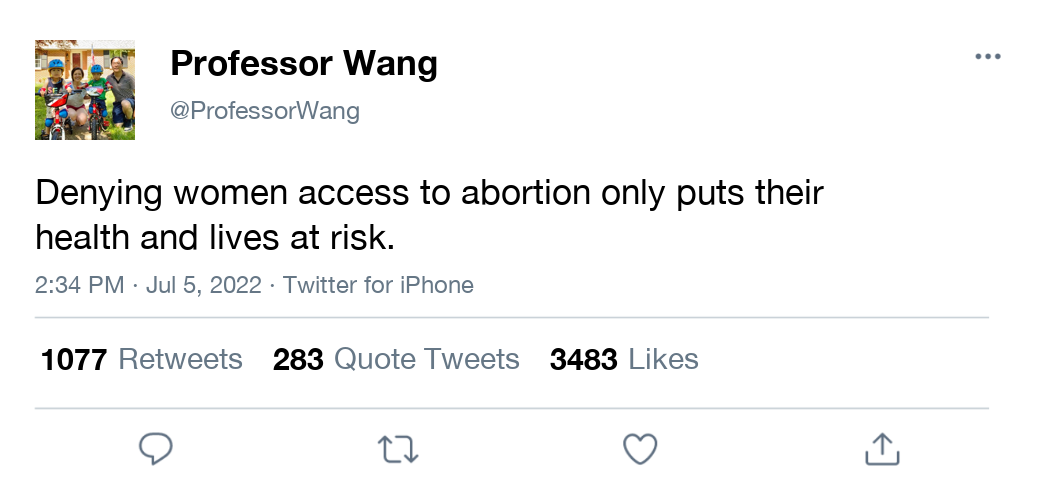 Professor Wang
@ProfessorWang
Denying women access to abortion only puts their
health and lives at risk.
2:34 PM · Jul 5, 2022 · Twitter for iPhone
1077 Retweets 283 Quote Tweets 3483 Likes